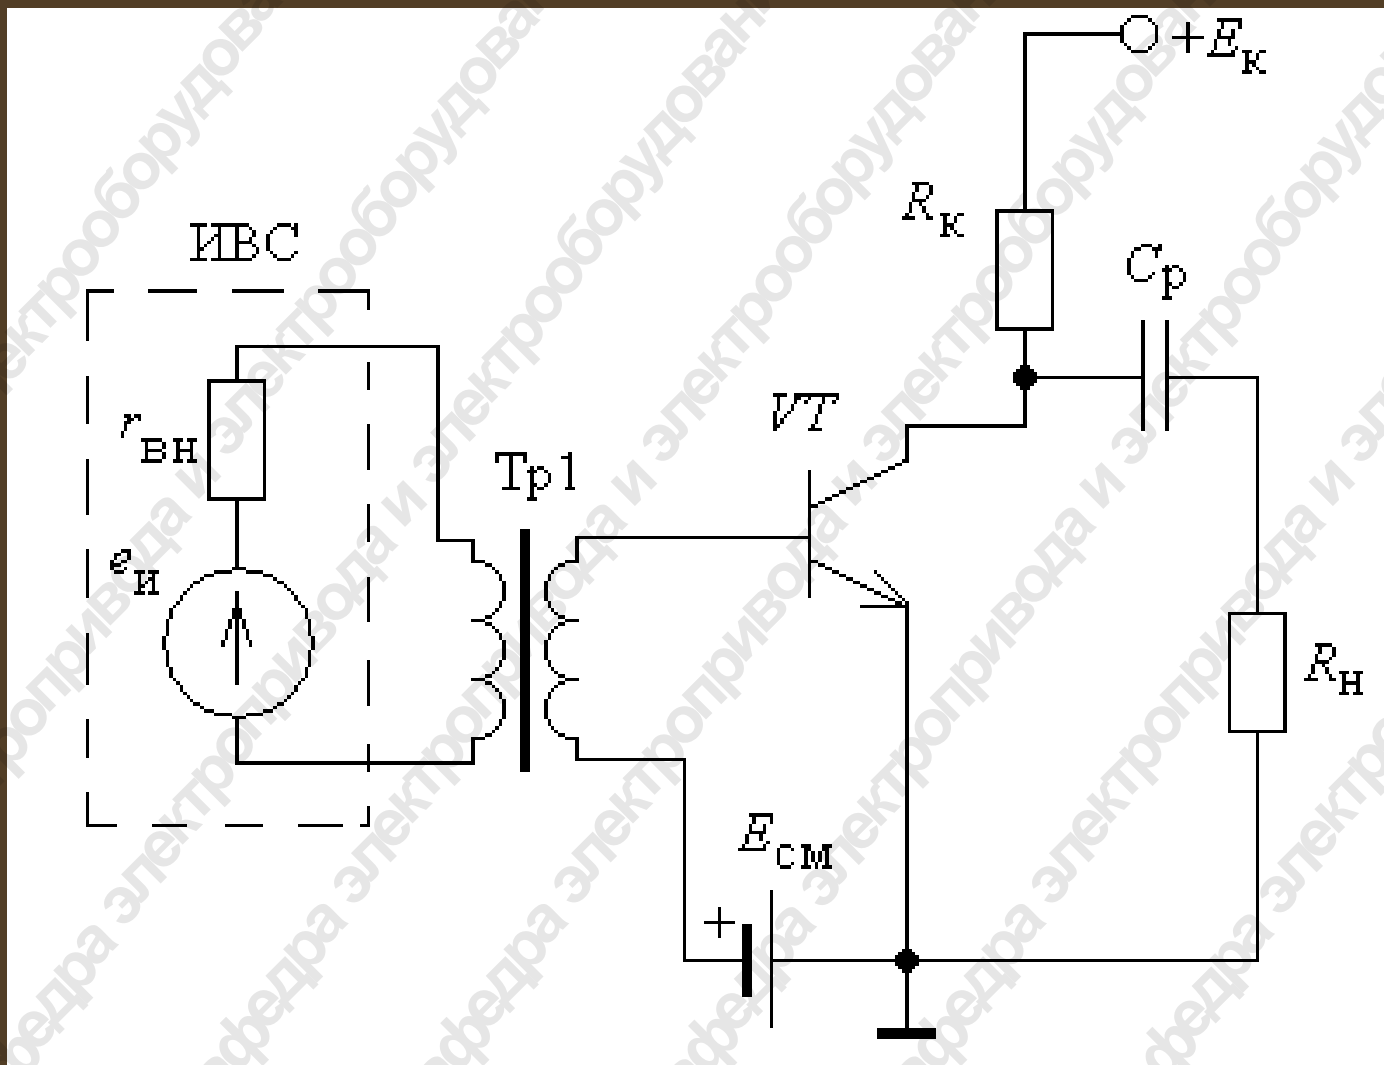 +Eк
Rк
Cр
ИВС
VT
rвн
Тр1
eи
Rн
Eсм
+
кафедра электропривода и электрооборудования